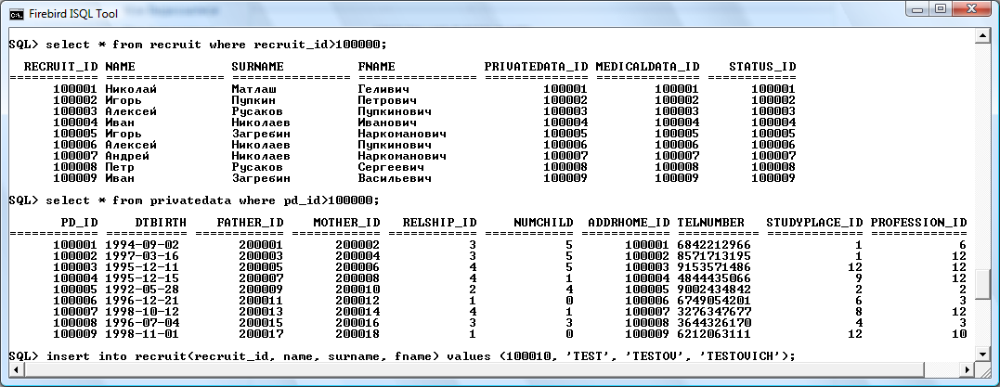 Firebird ISQL Tool
SQL> select * from recruit where recruit_id>100000;
RECRUIT_ID NAME SURNAME FNAME PRIVATEDATA_ID MEDICALDATA_ID STATUS_ID
============ ================ ================ ================ ============== ============== ============
100001 Николай Матлаш Геливич 100001 100001 100001
100002 Игорь Пупкин Петрович 100002 100002 100002
100003 Алексей Русаков Пупкинович 100003 100003 100003
100004 Иван Николаев Иванович 100004 100004 100004
100005 Игорь Загребин Наркоманович 100005 100005 100005
100006 Алексей Николаев Пупкинович 100006 100006 100006
100007 Андрей Николаев Наркоманович 100007 100007 100007
100008 Петр Русаков Сергеевич 100008 100008 100008
100009 Иван Загребин Васильевич 100009 100009 100009
SQL> select * from privatedata where pd_id>100000;
PD_ID DTBIRTH FATHER_ID MOTHER_ID RELSHIP_ID NUMCHILD ADDRHOME_ID TELNUMBER STUDYPLACE_ID PROFESSION_ID
============ =========== ============ ============ ============ ============ ============ =========== ============= =============
100001 1994-09-02 200001 200002 3 5 100001 6842212966 1 6
100002 1997-03-16 200003 200004 3 5 100002 8571713195 1 12
100003 1995-12-11 200005 200006 4 5 100003 9153571486 12 12
100004 1995-12-15 200007 200008 4 1 100004 4844435066 9 12
100005 1992-05-28 200009 200010 2 4 100005 9002434842 2 2
100006 1996-12-21 200011 200012 1 0 100006 6749054201 6 3
100007 1998-10-12 200013 200014 4 1 100007 3276347677 8 12
100008 1996-07-04 200015 200016 3 3 100008 3644326170 4 3
100009 1998-11-01 200017 200018 1 0 100009 6212063111 12 10
SQL> insert into recruit(recruit_id, name, surname, fname) values (100010, 'TEST', 'TESTOV', 'TESTOVICH');